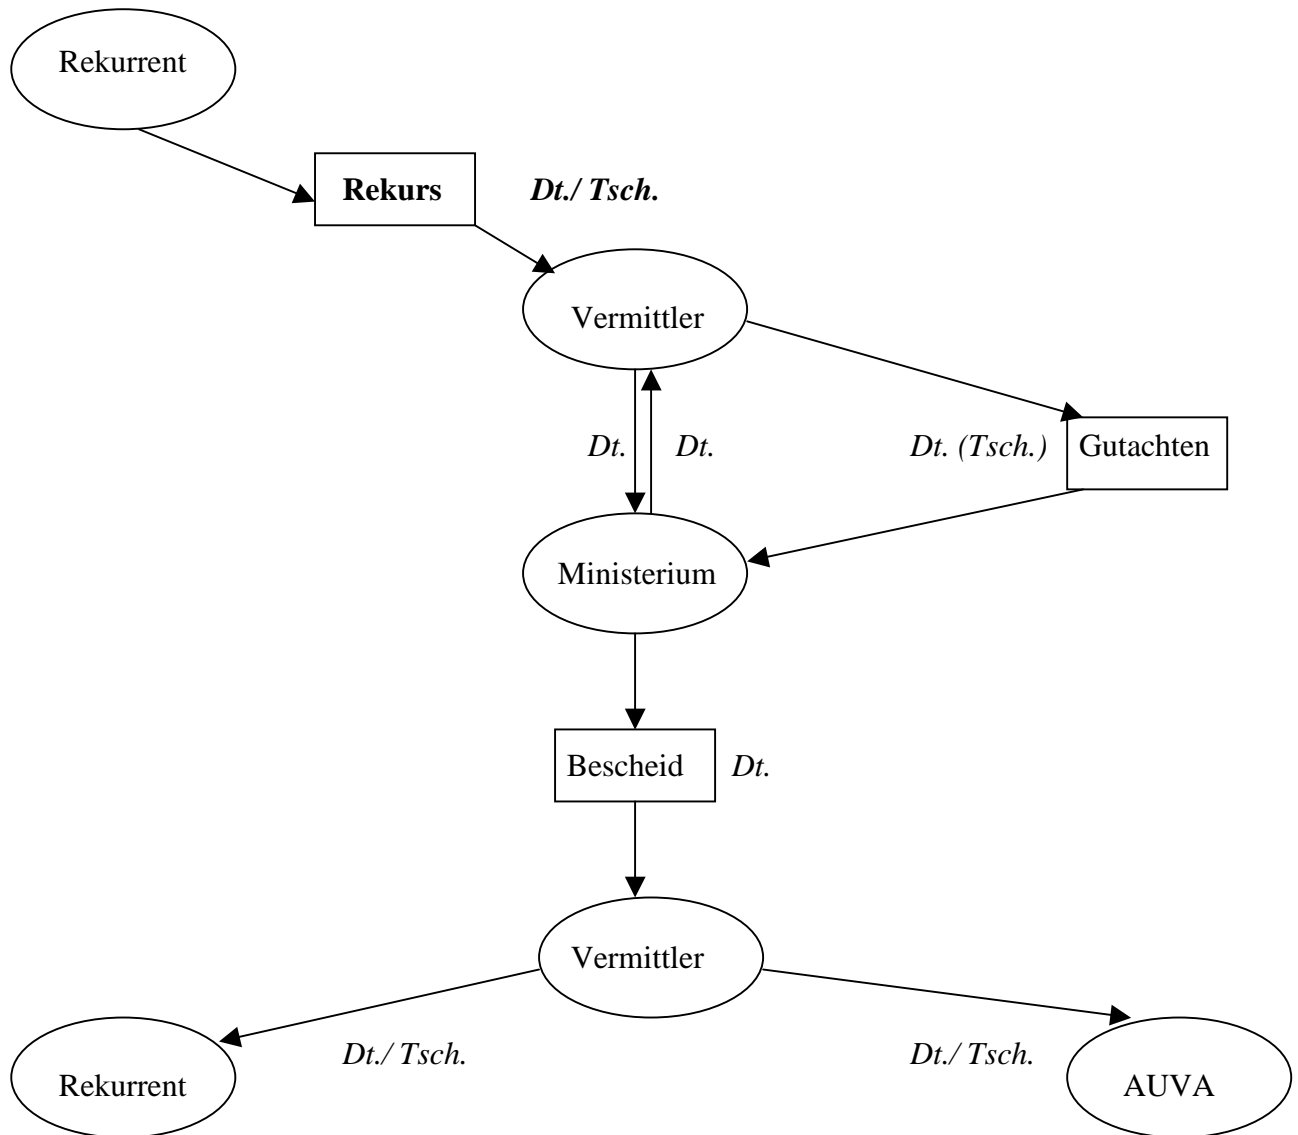 Rekurrent
Rekurs
Dt./ Tsch.
Vermittler
Dt.
Dt.
Dt. (Tsch.)
Gutachten
Ministerium
Bescheid
Dt.
Vermittler
Dt./ Tsch.
Dt./ Tsch.
Rekurrent
AUVA